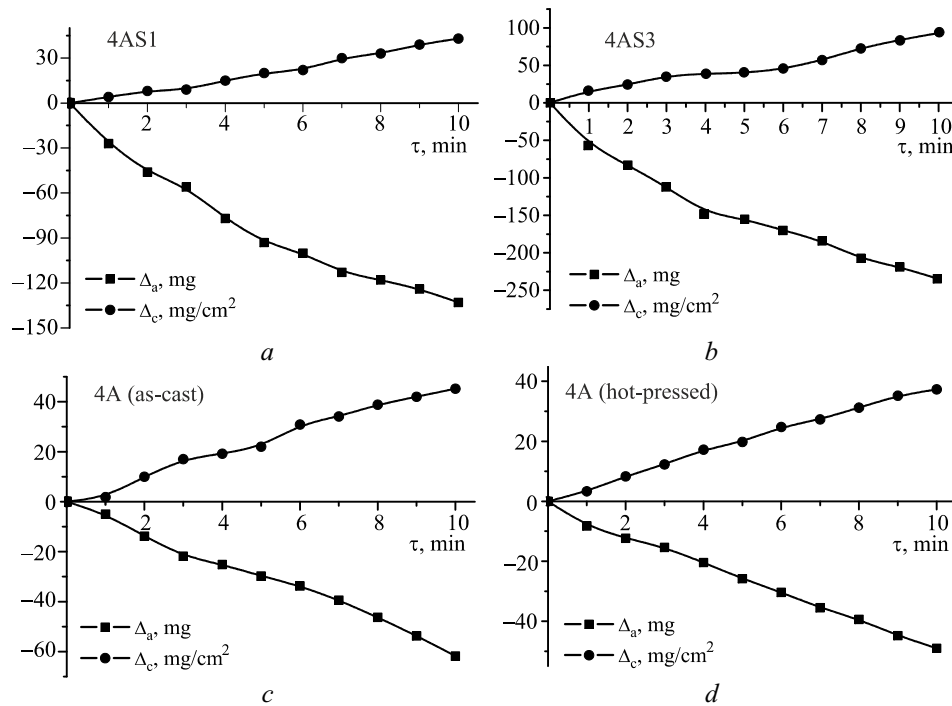 4AS1
30
0
2 4 6 8 10
τ, min
−30
−60
−90
−120
−150
Δa, mg
Δc, mg/cm²
a
4AS3
100
50
0
1 2 3 4 5 6 7 8 9 10
τ, min
−50
−100
−150
−200
−250
Δa, mg
Δc, mg/cm²
b
4A (as-cast)
40
20
0
2 4 6 8 10
τ, min
−20
−40
−60
Δa, mg
Δc, mg/cm²
c
4A (hot-pressed)
40
20
0
2 4 6 8 10
τ, min
−20
−40
Δa, mg
Δc, mg/cm²
d